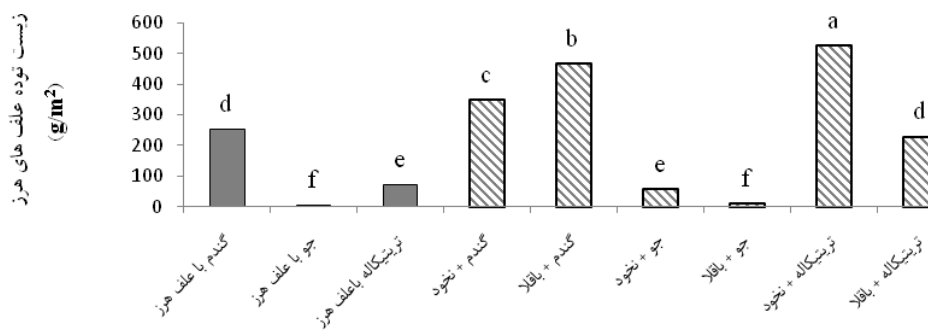 زیست توده علف های هرز
(g/m²)
600
500
400
300
200
100
0
d
f
e
c
b
e
f
a
d
گندم با علف هرز
جو با علف هرز
تریتیکاله باعلف هرز
گندم + نخود
گندم + باقلا
جو + نخود
جو + باقلا
تریتیکاله + نخود
تریتیکاله + باقلا